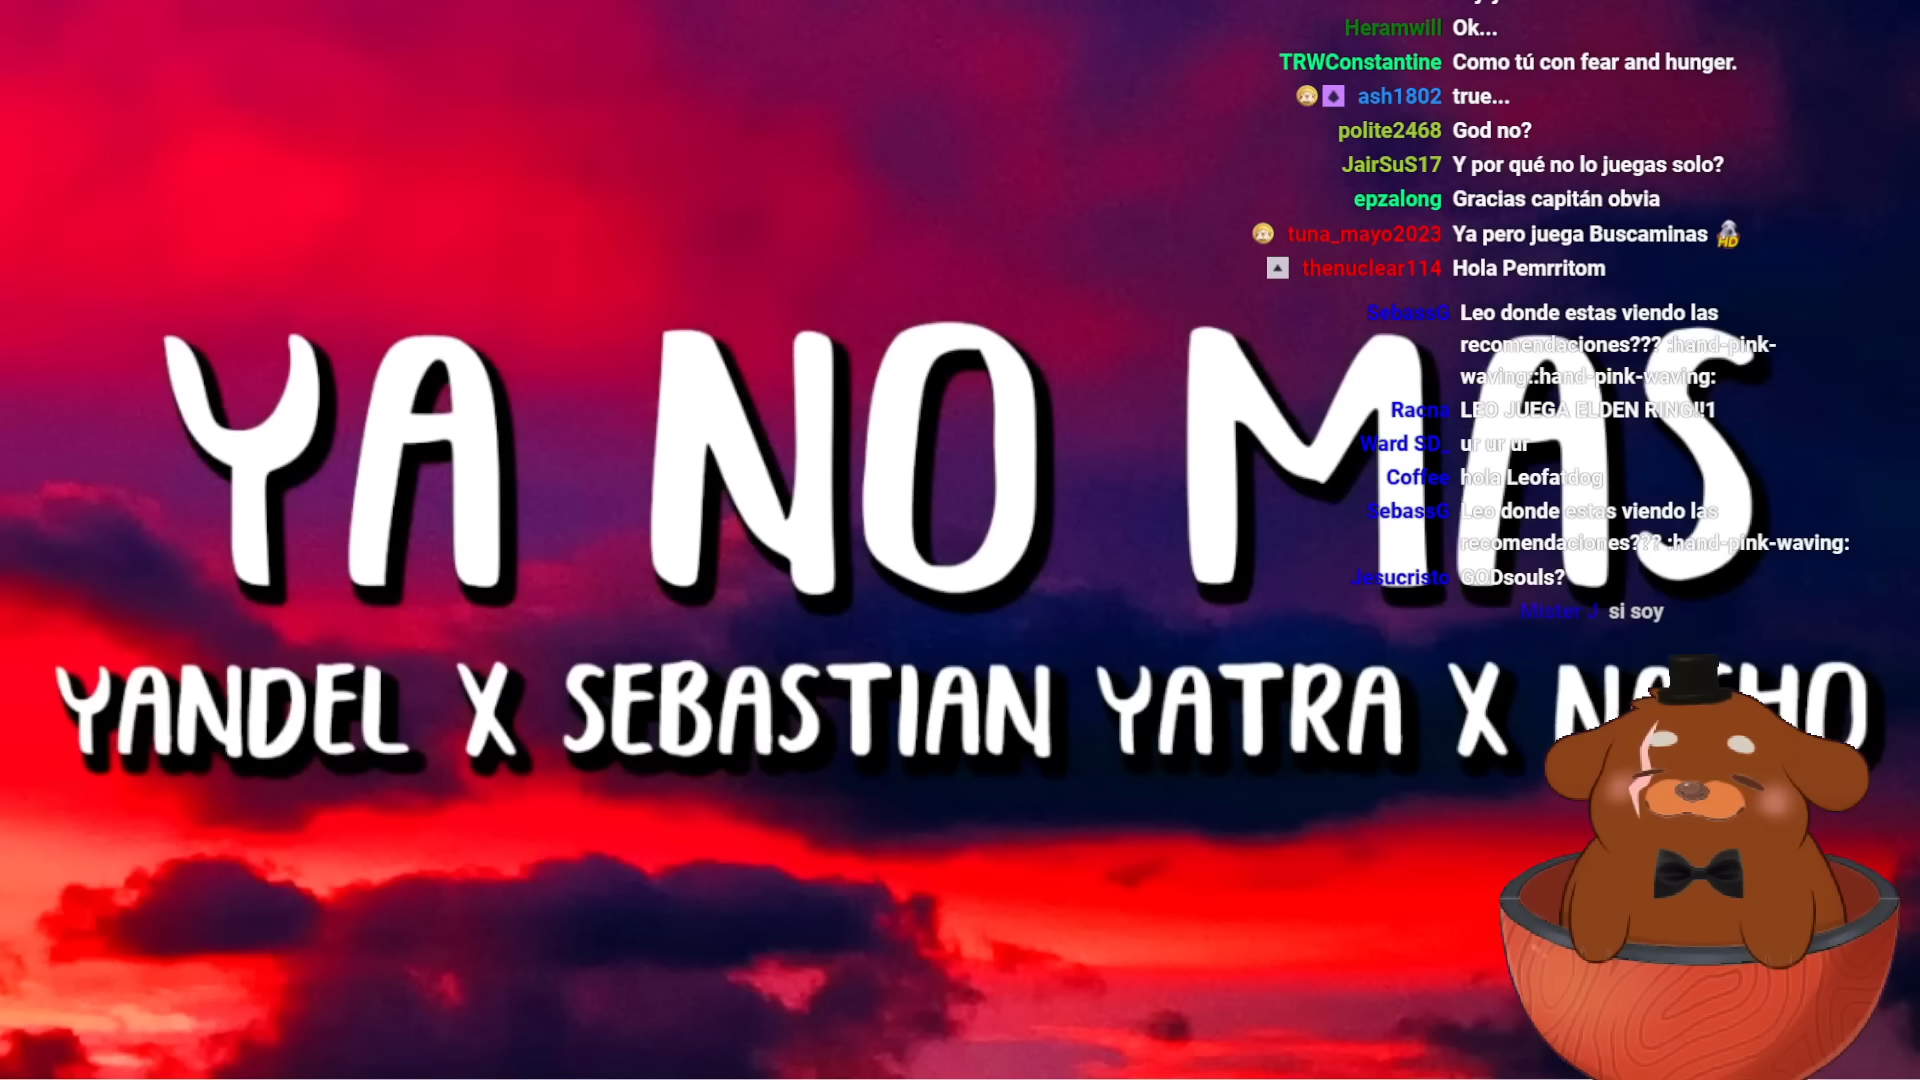 Heramwill Ok...
TRWConstantine Como tú con fear and hunger.
ash1802 true...
polite2468 God no?
JairSuS17 Y por qué no lo juegas solo?
epzalong Gracias capitán obvia
tuna_mayo2023 Ya pero juega Buscaminas HD
thenuclear114 Hola Pemrritom
SebassG Leo donde estas viendo las
recomendaciones??? :hand-pink-
waving::hand-pink-waving:
Racna LEO JUEGA ELDEN RING!!1
Ward SD_ ur ur ur
Coffee hola Leofatdog
SebassG Leo donde estas viendo las
recomendaciones??? :hand-pink-waving:
Jesucristo GODsouls?
Mister J si soy
YA NO MAS
YANDEL X SEBASTIAN YATRA X NACHO